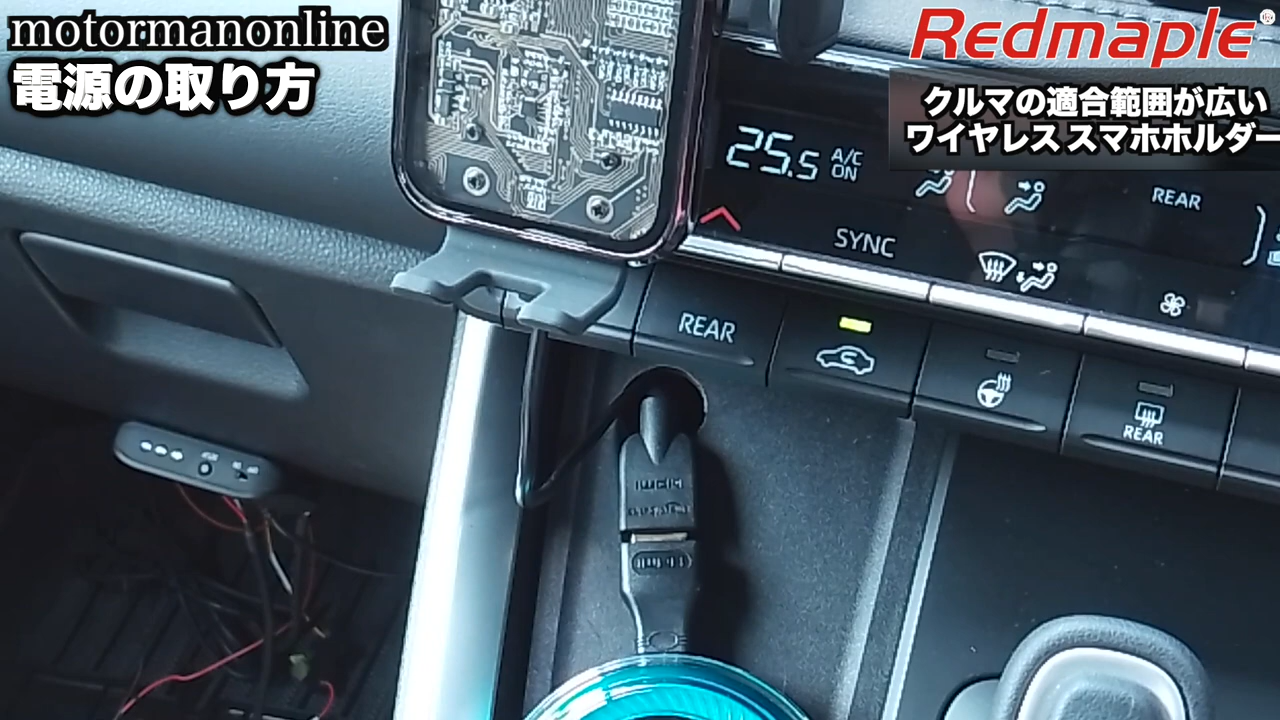 motormanonline
電源の取り方
Redmaple
クルマの適合範囲が広い
ワイヤレススマホホルダー
25.5
A/C
ON
REAR
SYNC
REAR
REAR
HDMI